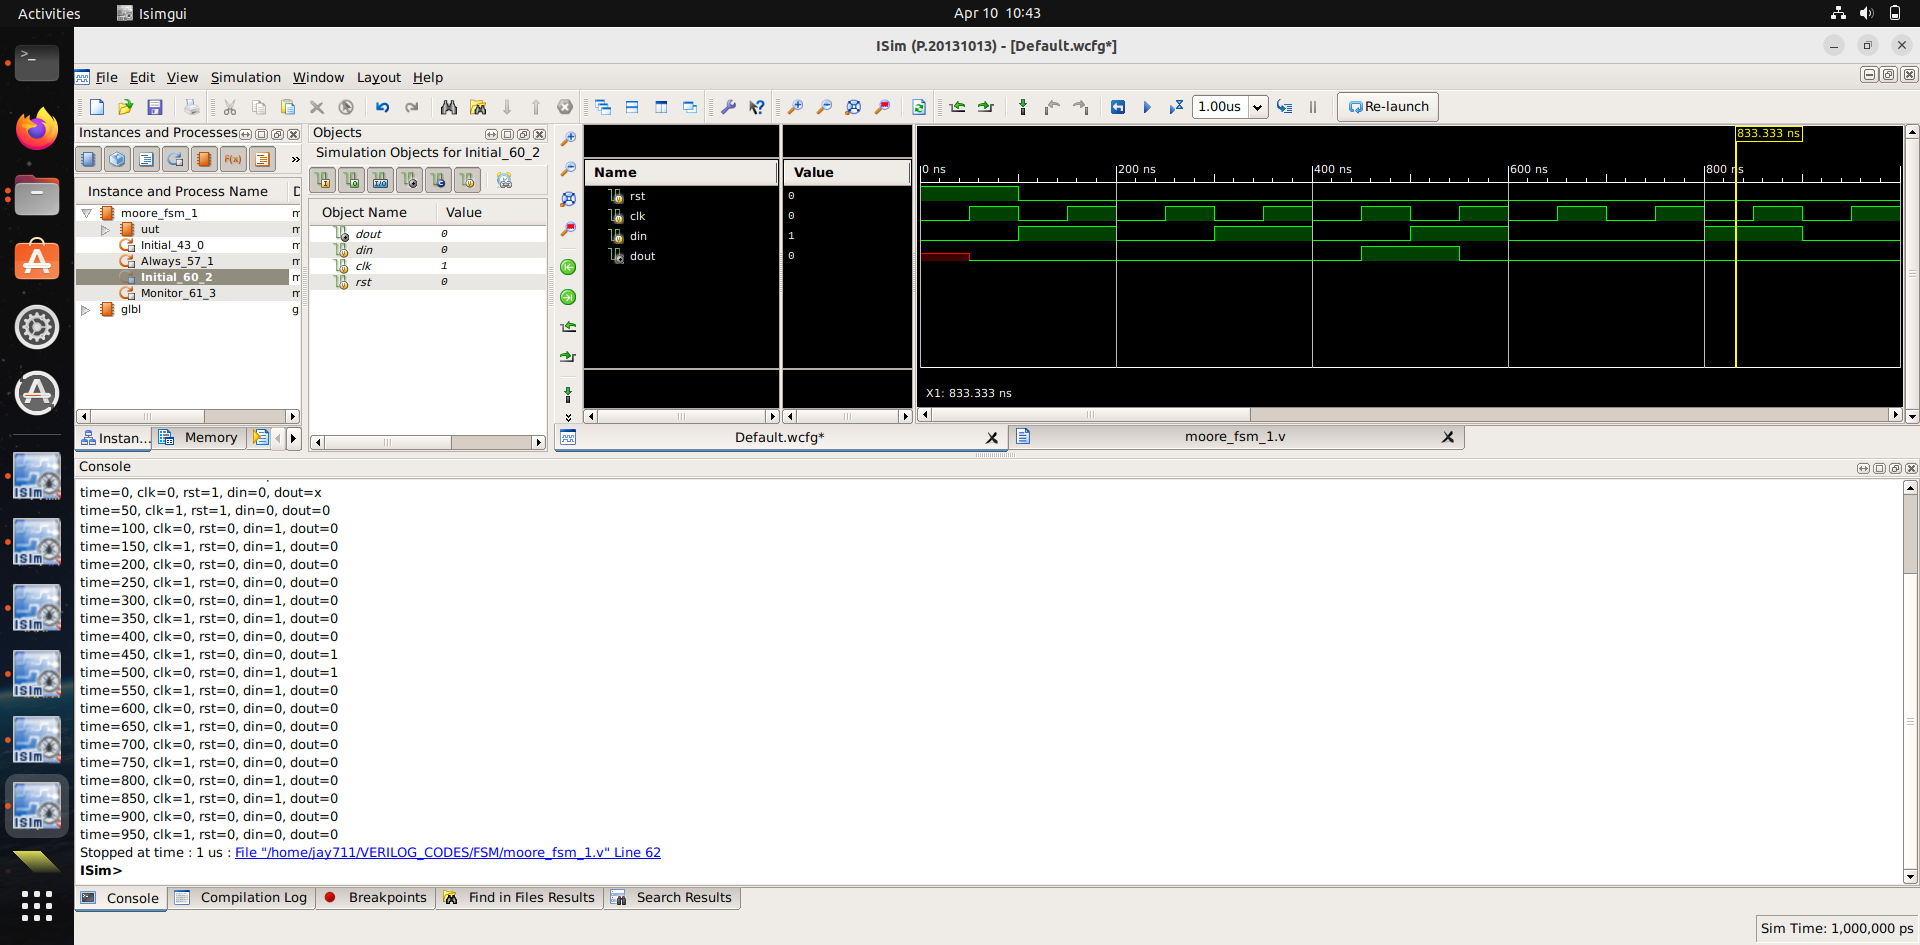 Activities
Isimgui
Apr 10 10:43
ISim (P.20131013) - [Default.wcfg*]
File Edit View Simulation Window Layout Help
1.00us
Re-launch
Instances and Processes
F(x)
»
Instance and Process Name
D
moore_fsm_1
m
uut
m
Initial_43_0
m
Always_57_1
m
Initial_60_2
m
Monitor_61_3
m
glbl
g
Instan...
Memory
Objects
Simulation Objects for Initial_60_2
Object Name Value
dout 0
din 0
clk 1
rst 0
Name Value
rst 0
clk 0
din 1
dout 0
833.333 ns
0 ns 200 ns 400 ns 600 ns 800 ns
X1: 833.333 ns
Default.wcfg*
moore_fsm_1.v
Console
time=0, clk=0, rst=1, din=0, dout=x
time=50, clk=1, rst=1, din=0, dout=0
time=100, clk=0, rst=0, din=1, dout=0
time=150, clk=1, rst=0, din=1, dout=0
time=200, clk=0, rst=0, din=0, dout=0
time=250, clk=1, rst=0, din=0, dout=0
time=300, clk=0, rst=0, din=1, dout=0
time=350, clk=1, rst=0, din=1, dout=0
time=400, clk=0, rst=0, din=0, dout=0
time=450, clk=1, rst=0, din=0, dout=1
time=500, clk=0, rst=0, din=1, dout=1
time=550, clk=1, rst=0, din=1, dout=0
time=600, clk=0, rst=0, din=0, dout=0
time=650, clk=1, rst=0, din=0, dout=0
time=700, clk=0, rst=0, din=0, dout=0
time=750, clk=1, rst=0, din=0, dout=0
time=800, clk=0, rst=0, din=1, dout=0
time=850, clk=1, rst=0, din=1, dout=0
time=900, clk=0, rst=0, din=0, dout=0
time=950, clk=1, rst=0, din=0, dout=0
Stopped at time : 1 us : File "/home/jay711/VERILOG_CODES/FSM/moore_fsm_1.v" Line 62
ISim>
Console
Compilation Log
Breakpoints
Find in Files Results
Search Results
Sim Time: 1,000,000 ps
ISim
ISim
ISim
ISim
ISim
ISim